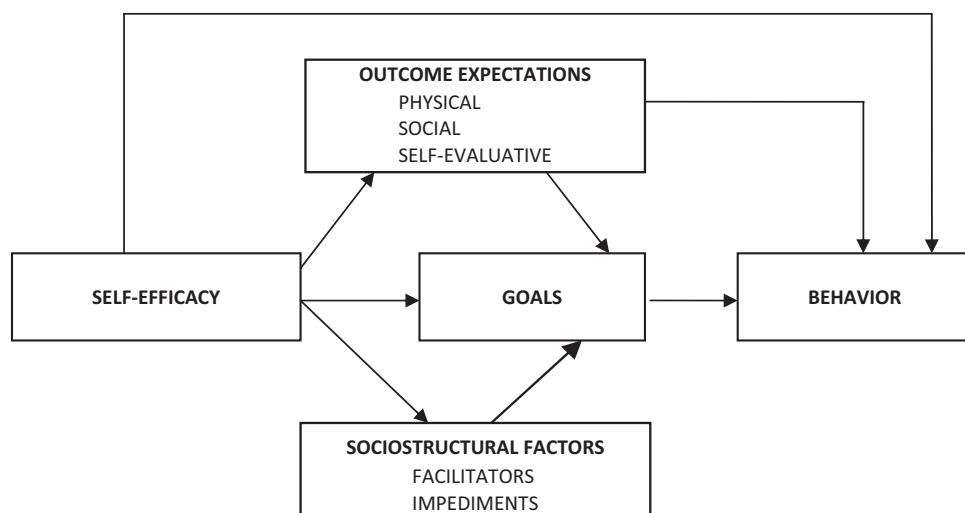 OUTCOME EXPECTATIONS
PHYSICAL
SOCIAL
SELF-EVALUATIVE
SELF-EFFICACY
GOALS
BEHAVIOR
SOCIOSTRUCTURAL FACTORS
FACILITATORS
IMPEDIMENTS